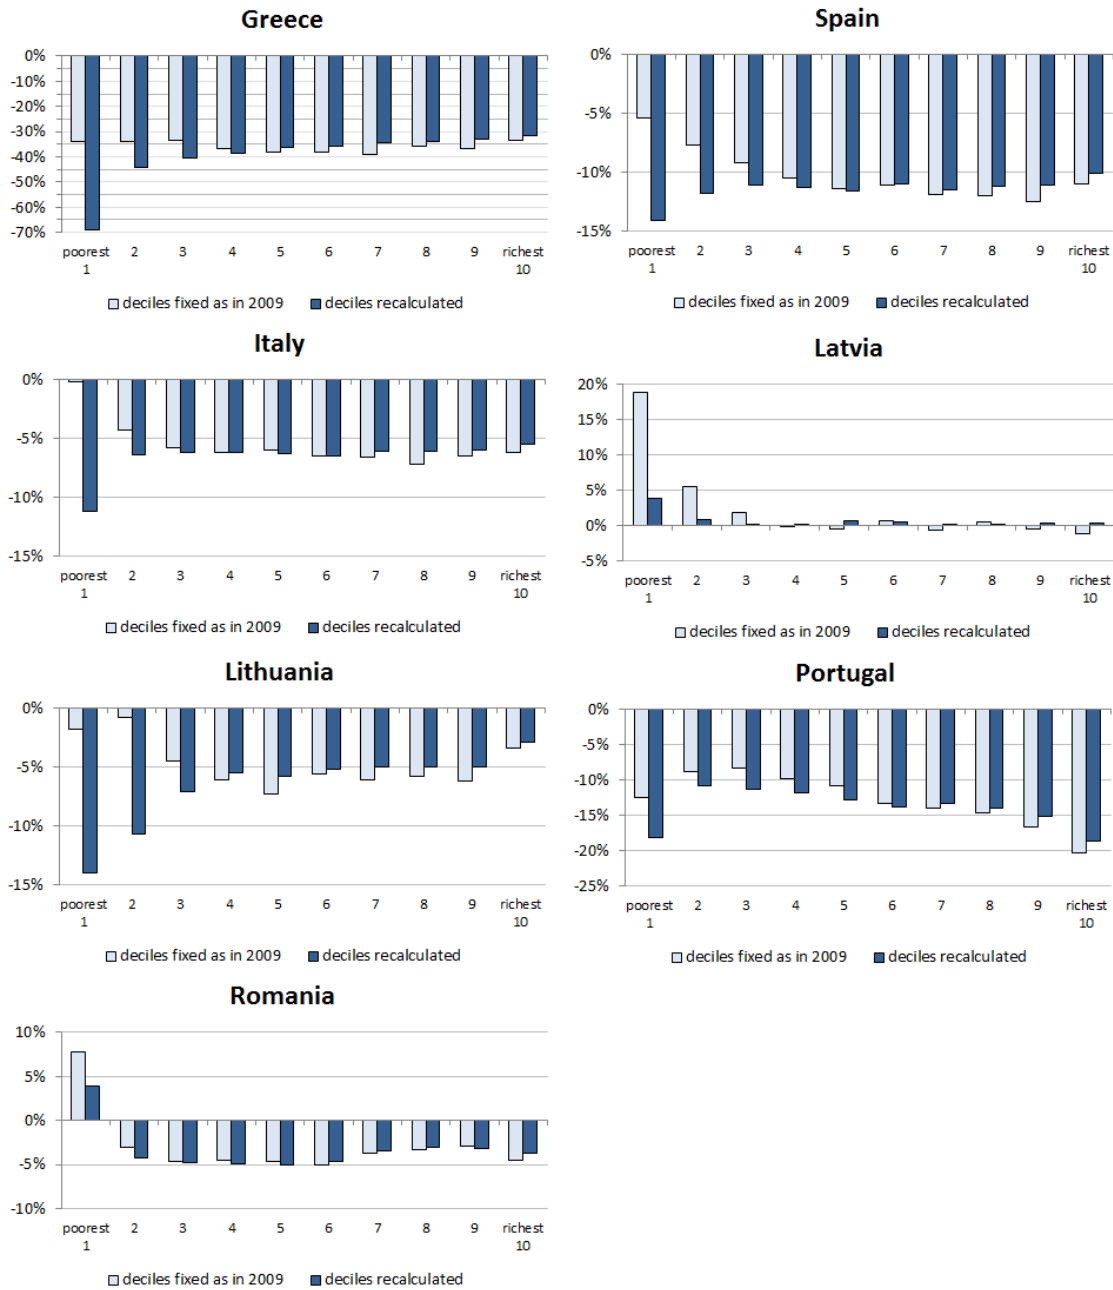 Greece
0%
-10%
-20%
-30%
-40%
-50%
-60%
-70%
poorest 1 2 3 4 5 6 7 8 9 richest 10
deciles fixed as in 2009 deciles recalculated
Spain
0%
-5%
-10%
-15%
poorest 1 2 3 4 5 6 7 8 9 richest 10
deciles fixed as in 2009 deciles recalculated
Italy
0%
-5%
-10%
-15%
poorest 1 2 3 4 5 6 7 8 9 richest 10
deciles fixed as in 2009 deciles recalculated
Latvia
20%
15%
10%
5%
0%
-5%
poorest 1 2 3 4 5 6 7 8 9 richest 10
deciles fixed as in 2009 deciles recalculated
Lithuania
0%
-5%
-10%
-15%
poorest 1 2 3 4 5 6 7 8 9 richest 10
deciles fixed as in 2009 deciles recalculated
Portugal
0%
-5%
-10%
-15%
-20%
-25%
poorest 1 2 3 4 5 6 7 8 9 richest 10
deciles fixed as in 2009 deciles recalculated
Romania
10%
5%
0%
-5%
-10%
poorest 1 2 3 4 5 6 7 8 9 richest 10
deciles fixed as in 2009 deciles recalculated